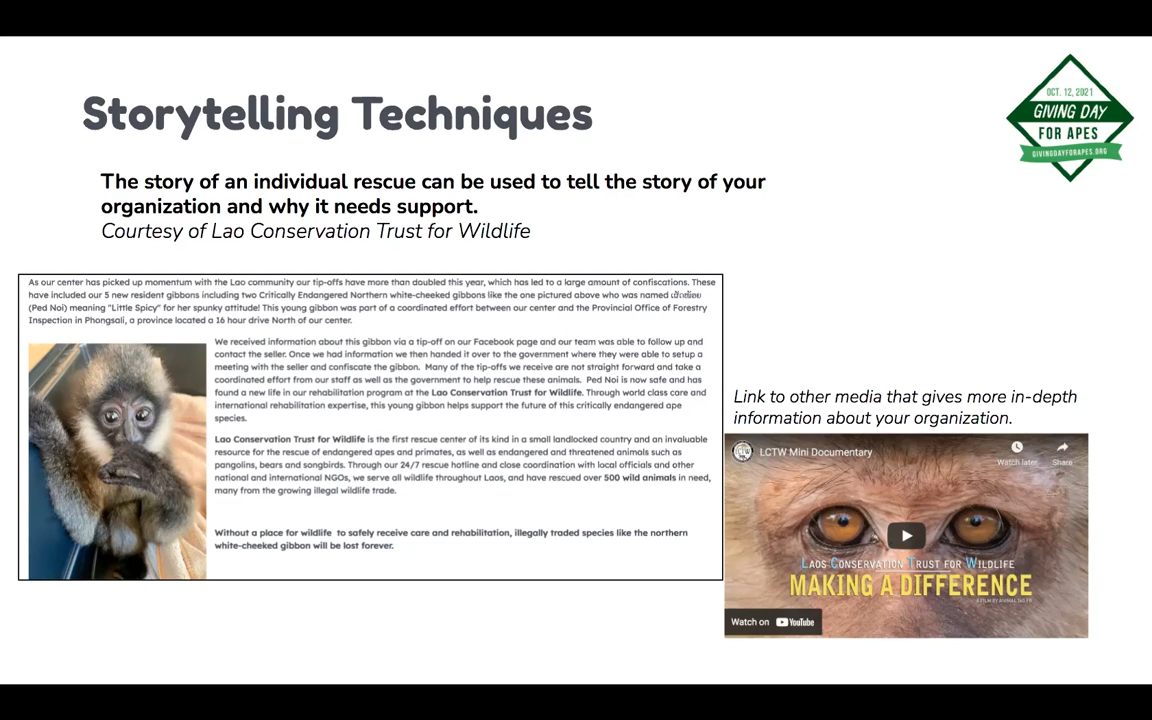 Storytelling Techniques
OCT. 12, 2021
GIVING DAY
FOR APES
GIVINGDAYFORAPES.ORG
The story of an individual rescue can be used to tell the story of your
organization and why it needs support.
Courtesy of Lao Conservation Trust for Wildlife
As our center has picked up momentum with the Lao community our tip-offs have more than doubled this year, which has led to a large amount of confiscations. These
have included our 5 new resident gibbons including two Critically Endangered Northern white-cheeked gibbons like the one pictured above who was named
(Ped Noi) meaning "Little Spicy" for her spunky attitude! This young gibbon was part of a coordinated effort between our center and the Provincial Office of Forestry
Inspection in Phongsali, a province located a 16 hour drive North of our center.
We received information about this gibbon via a tip-off on our Facebook page and our team was able to follow up and
contact the seller. Once we had information we then handed it over to the government where they were able to setup a
meeting with the seller and confiscate the gibbon. Many of the tip-offs we receive are not straight forward and take a
coordinated effort from our staff as well as the government to help rescue these animals. Ped Noi is now safe and has
found a new life in our rehabilitation program at the Lao Conservation Trust for Wildlife. Through world class care and
international rehabilitation expertise, this young gibbon helps support the future of this critically endangered ape
species.
Lao Conservation Trust for Wildlife is the first rescue center of its kind in a small landlocked country and an invaluable
resource for the rescue of endangered apes and primates, as well as endangered and threatened animals such as
pangolins, bears and songbirds. Through our 24/7 rescue hotline and close coordination with local officials and other
national and international NGOs, we serve all wildlife throughout Laos, and have rescued over 500 wild animals in need,
many from the growing illegal wildlife trade.
Without a place for wildlife to safely receive care and rehabilitation, illegally traded species like the northern
white-cheeked gibbon will be lost forever.
Link to other media that gives more in-depth
information about your organization.
LCTW Mini Documentary
Watch later
Share
LAOS CONSERVATION TRUST FOR WILDLIFE
MAKING A DIFFERENCE
Watch on YouTube